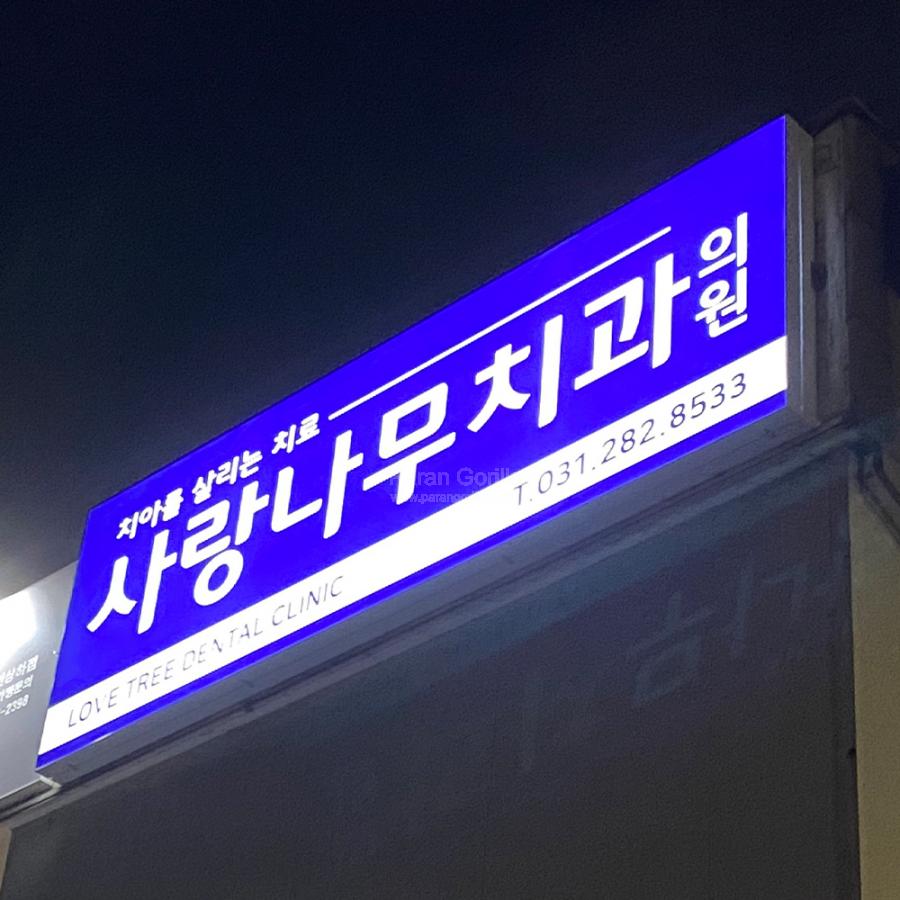 치아를 살리는 치료
사랑나무치과의원
T.031.282.8533
LOVE TREE DENTAL CLINIC
-2398